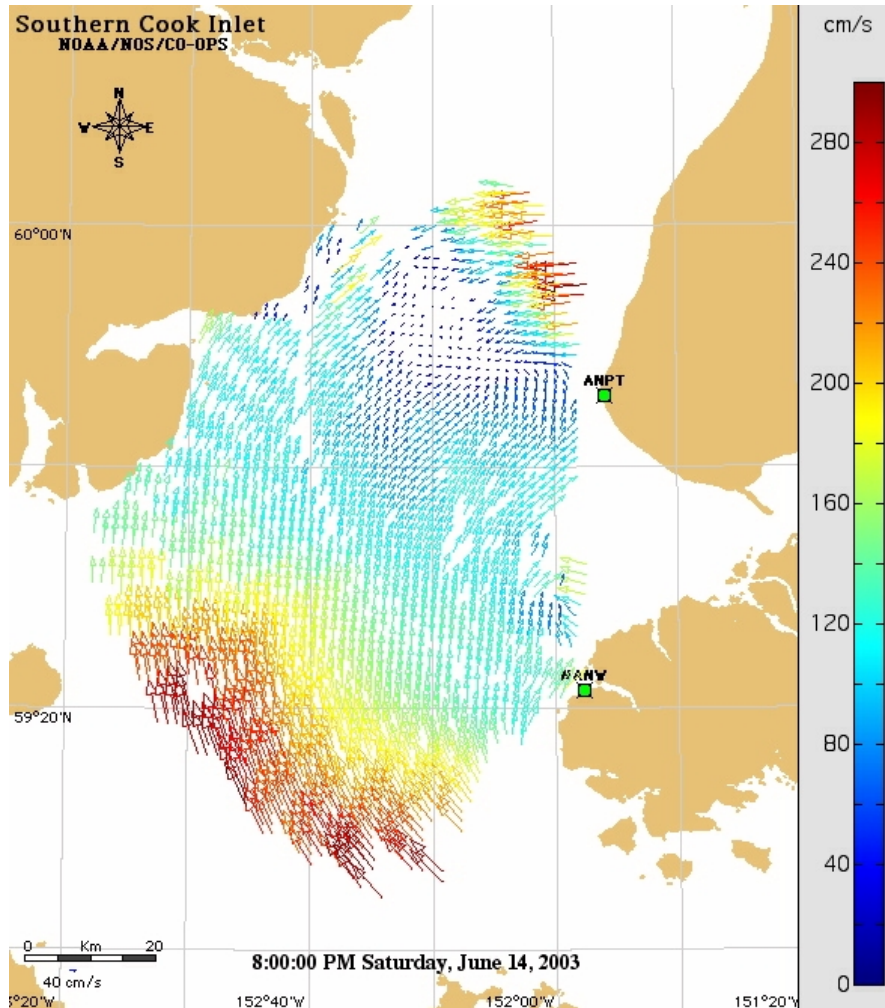 Southern Cook Inlet
NOAA/NOS/CO-OPS
cm/s
N
W E
S
280
60°00'N
240
ANPT
200
160
120
59°20'N
80
40
0 Km 20
40 cm/s
8:00:00 PM Saturday, June 14, 2003
0
3°20'W 152°40'W 152°00'W 151°20'W